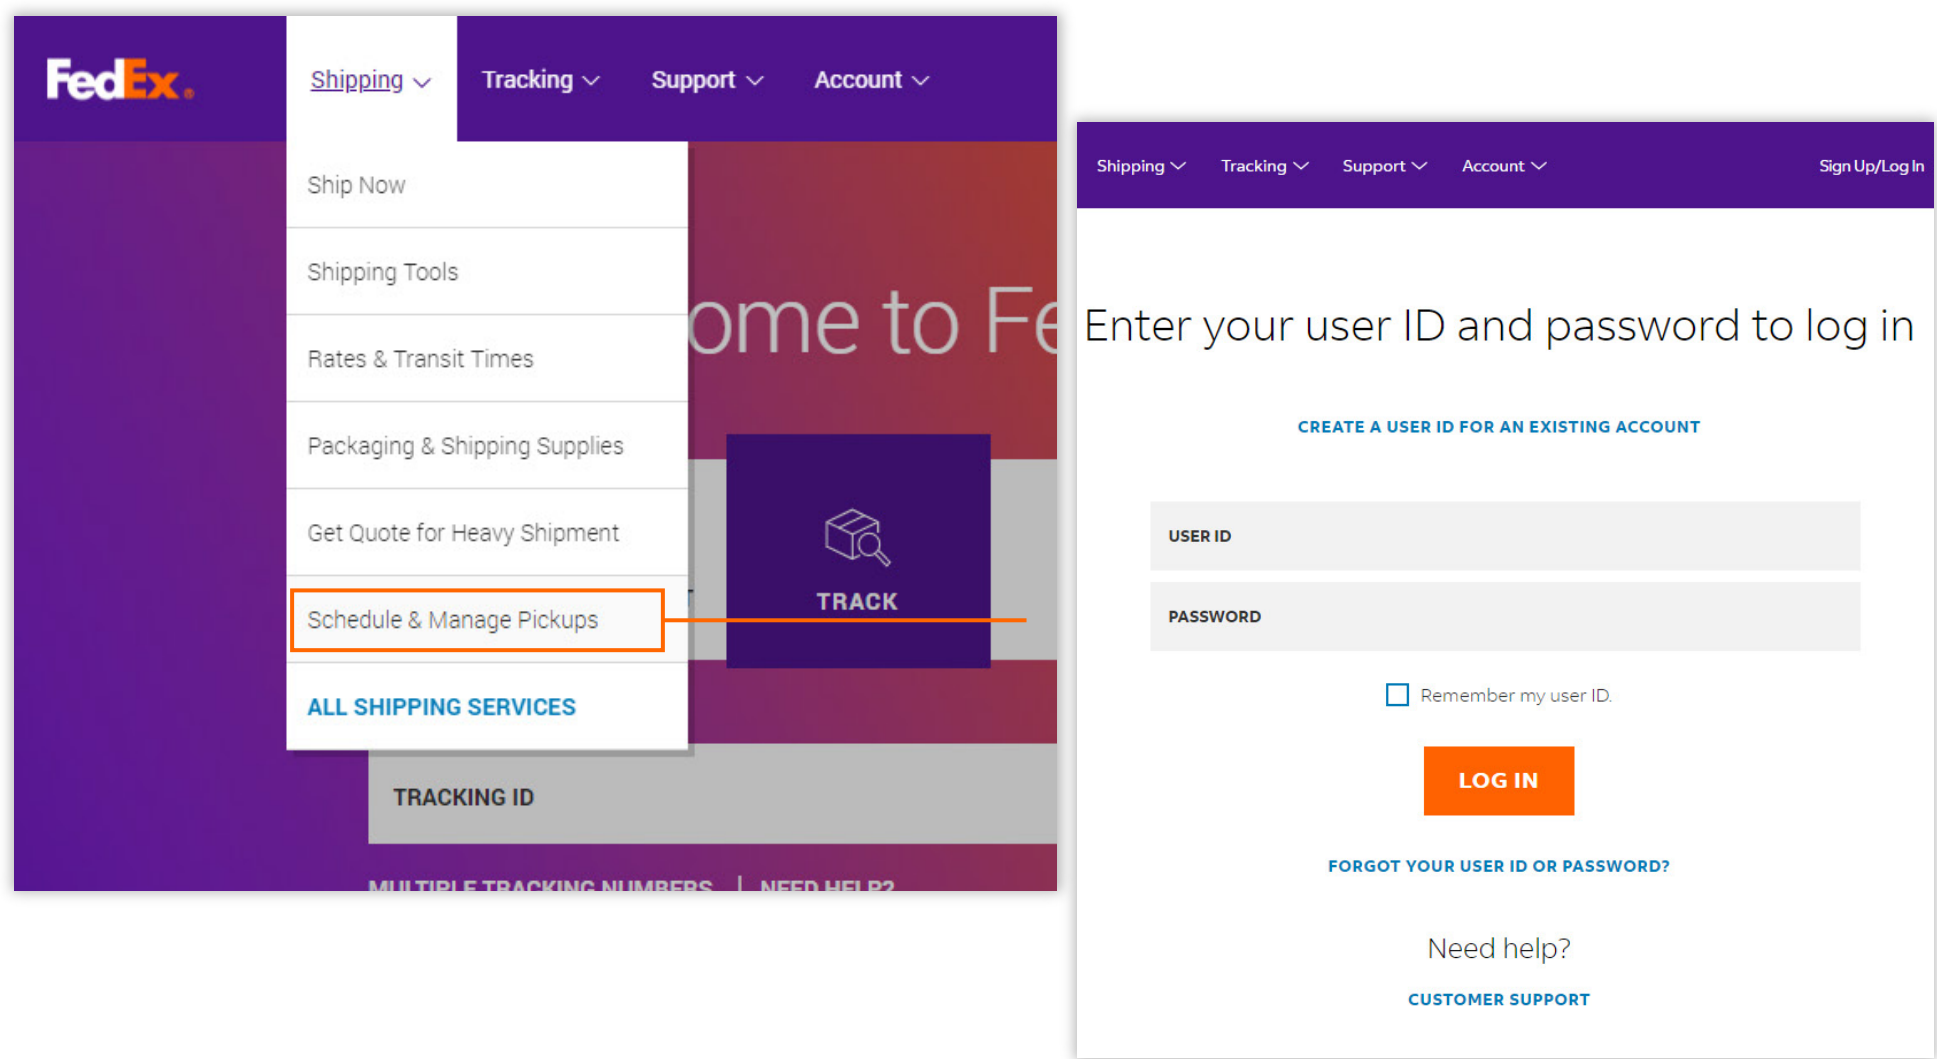 FedEx®
Shipping
Tracking
Support
Account
Ship Now
Shipping Tools
Rates & Transit Times
Packaging & Shipping Supplies
Get Quote for Heavy Shipment
Schedule & Manage Pickups
ALL SHIPPING SERVICES
ome to Fe
T
TRACK
TRACKING ID
MULTIPLE TRACKING NUMBERS | NEED HELP?
Shipping
Tracking
Support
Account
Sign Up/Log In
Enter your user ID and password to log in
CREATE A USER ID FOR AN EXISTING ACCOUNT
USER ID
PASSWORD
Remember my user ID.
LOG IN
FORGOT YOUR USER ID OR PASSWORD?
Need help?
CUSTOMER SUPPORT